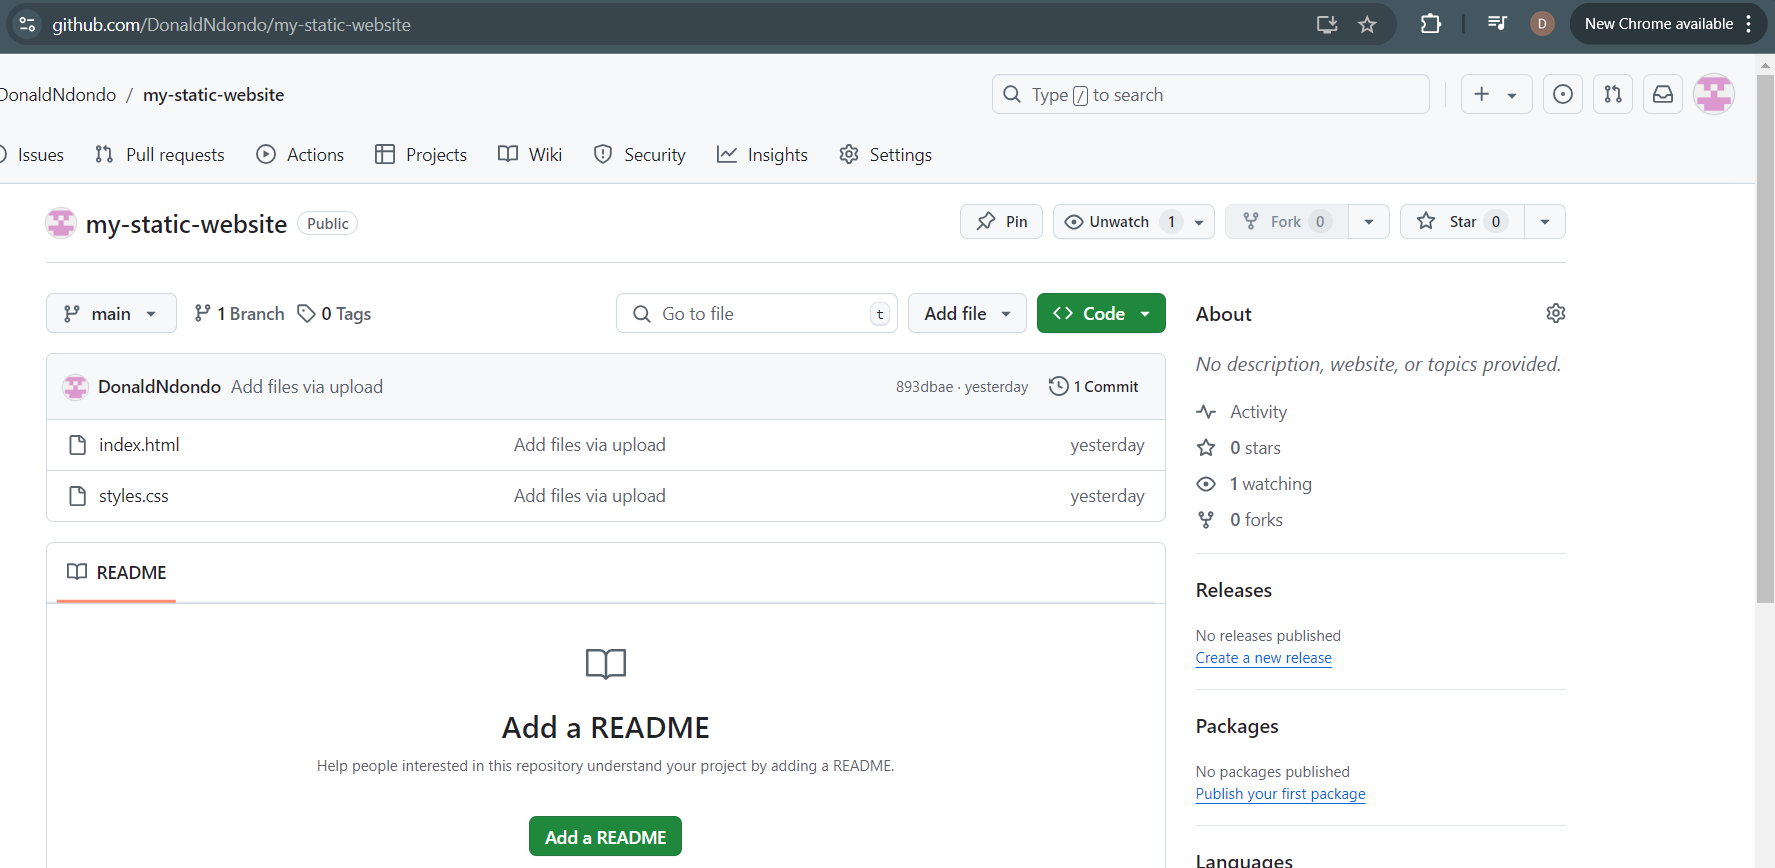 github.com/DonaldNdondo/my-static-website
D
New Chrome available
DonaldNdondo / my-static-website
Type / to search
Issues
Pull requests
Actions
Projects
Wiki
Security
Insights
Settings
my-static-website
Public
Pin
Unwatch 1
Fork 0
Star 0
main
1 Branch
0 Tags
Go to file
t
Add file
Code
DonaldNdondo Add files via upload
893dbae · yesterday
1 Commit
index.html Add files via upload yesterday
styles.css Add files via upload yesterday
README
Add a README
Help people interested in this repository understand your project by adding a README.
Add a README
About
No description, website, or topics provided.
Activity
0 stars
1 watching
0 forks
Releases
No releases published
Create a new release
Packages
No packages published
Publish your first package
Languages